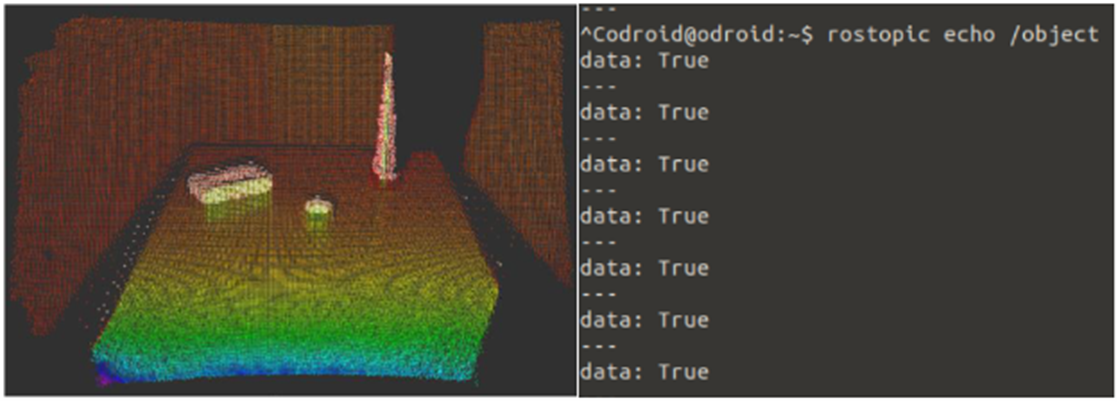 ---
^Codroid@odroid:~$ rostopic echo /object
data: True
---
data: True
---
data: True
---
data: True
---
data: True
---
data: True
---
data: True